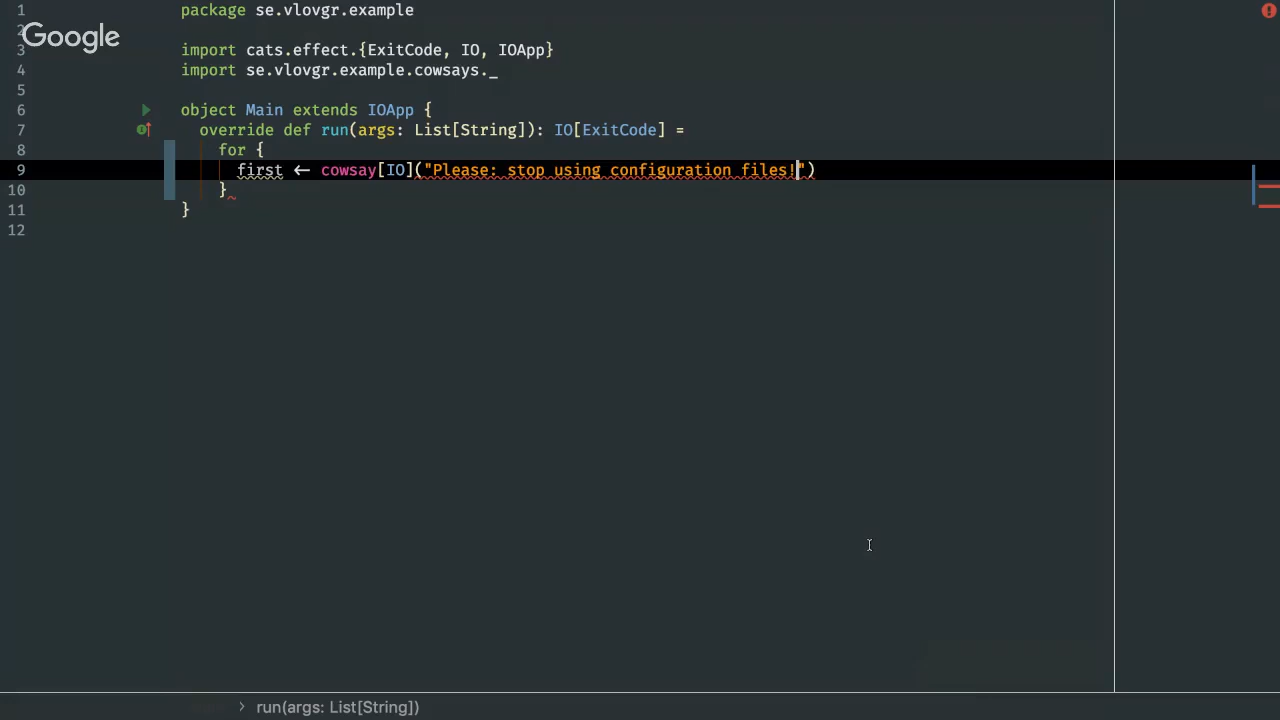 1 package se.vlovgr.example
2
Google
3 import cats.effect.{ExitCode, IO, IOApp}
4 import se.vlovgr.example.cowsays._
5
6 object Main extends IOApp {
7 override def run(args: List[String]): IO[ExitCode] =
8 for {
9 first <- cowsay[IO]("Please: stop using configuration files!")
10 }
11 }
12
> run(args: List[String])